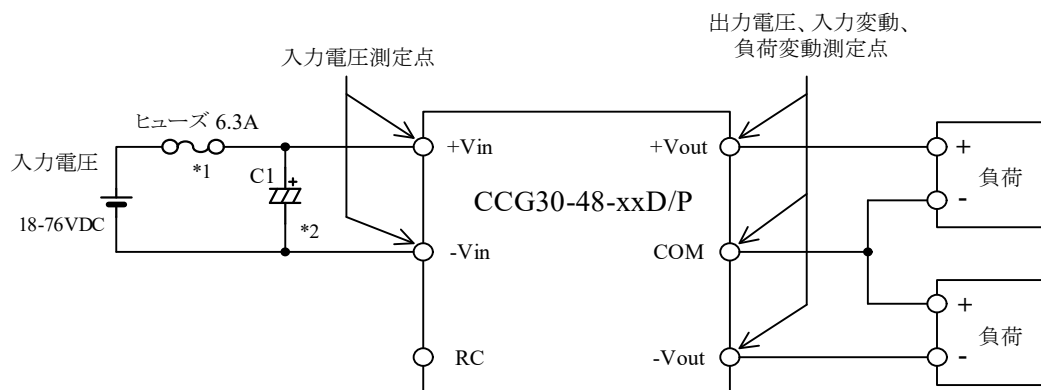 出力電圧、入力変動、
負荷変動測定点
入力電圧測定点
ヒューズ 6.3A
*1
入力電圧
18-76VDC
C1
+
*2
+Vin
-Vin
RC
CCG30-48-xxD/P
+Vout
COM
-Vout
+
負荷
-
+
負荷
-